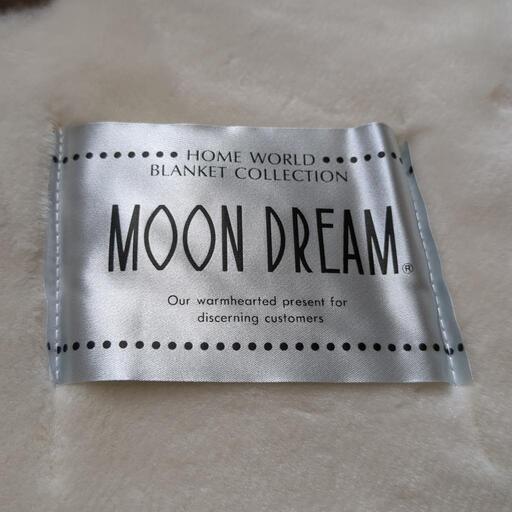 HOME WORLD
BLANKET COLLECTION
MOON DREAM®
Our warmhearted present for
discerning customers